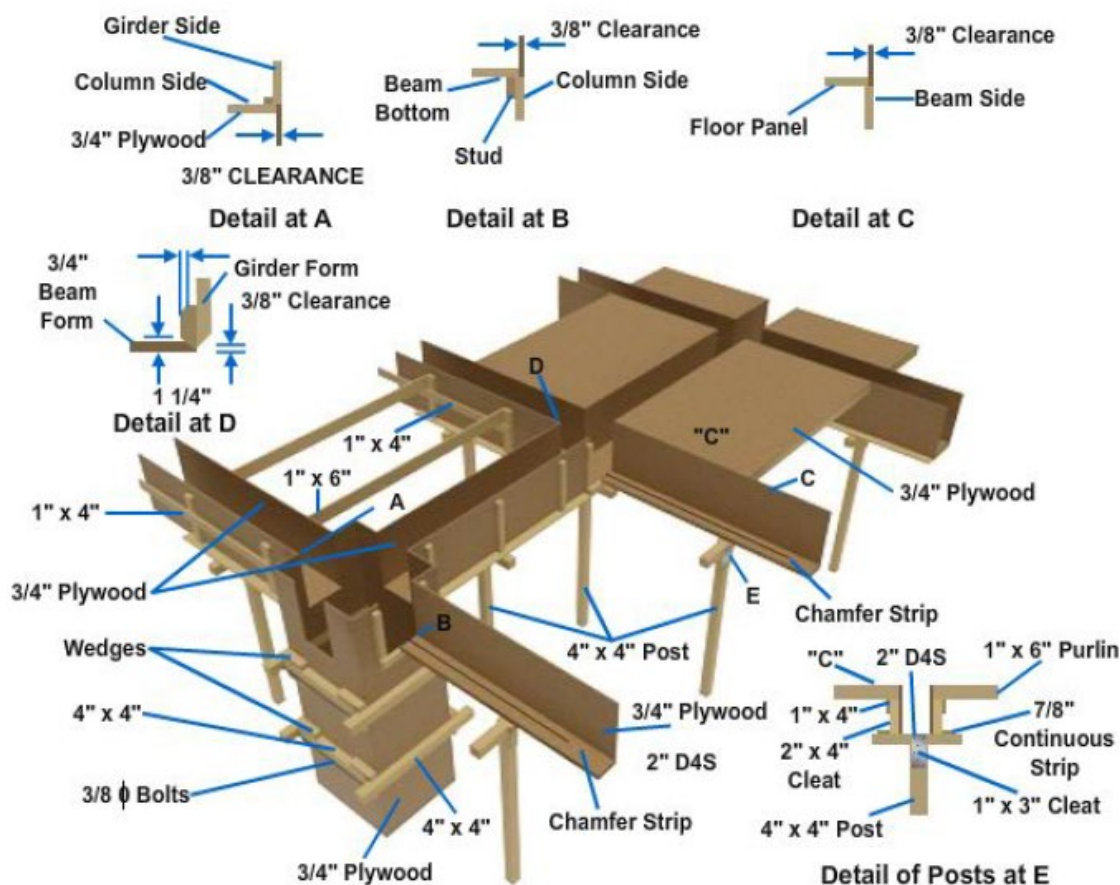 Girder Side
Column Side
3/4" Plywood
3/8" CLEARANCE
Detail at A
3/8" Clearance
Beam
Bottom
Column Side
Stud
Detail at B
3/8" Clearance
Floor Panel
Beam Side
Detail at C
3/4"
Beam
Form
Girder Form
3/8" Clearance
1 1/4"
Detail at D
D
1" x 4"
"C"
C
1" x 6"
A
3/4" Plywood
1" x 4"
3/4" Plywood
E
Chamfer Strip
B
4" x 4" Post
Wedges
4" x 4"
3/8 ϕ Bolts
3/4" Plywood
2" D4S
4" x 4"
Chamfer Strip
3/4" Plywood
"C"
2" D4S
1" x 6" Purlin
1" x 4"
2" x 4"
Cleat
7/8"
Continuous
Strip
1" x 3" Cleat
4" x 4" Post
Detail of Posts at E